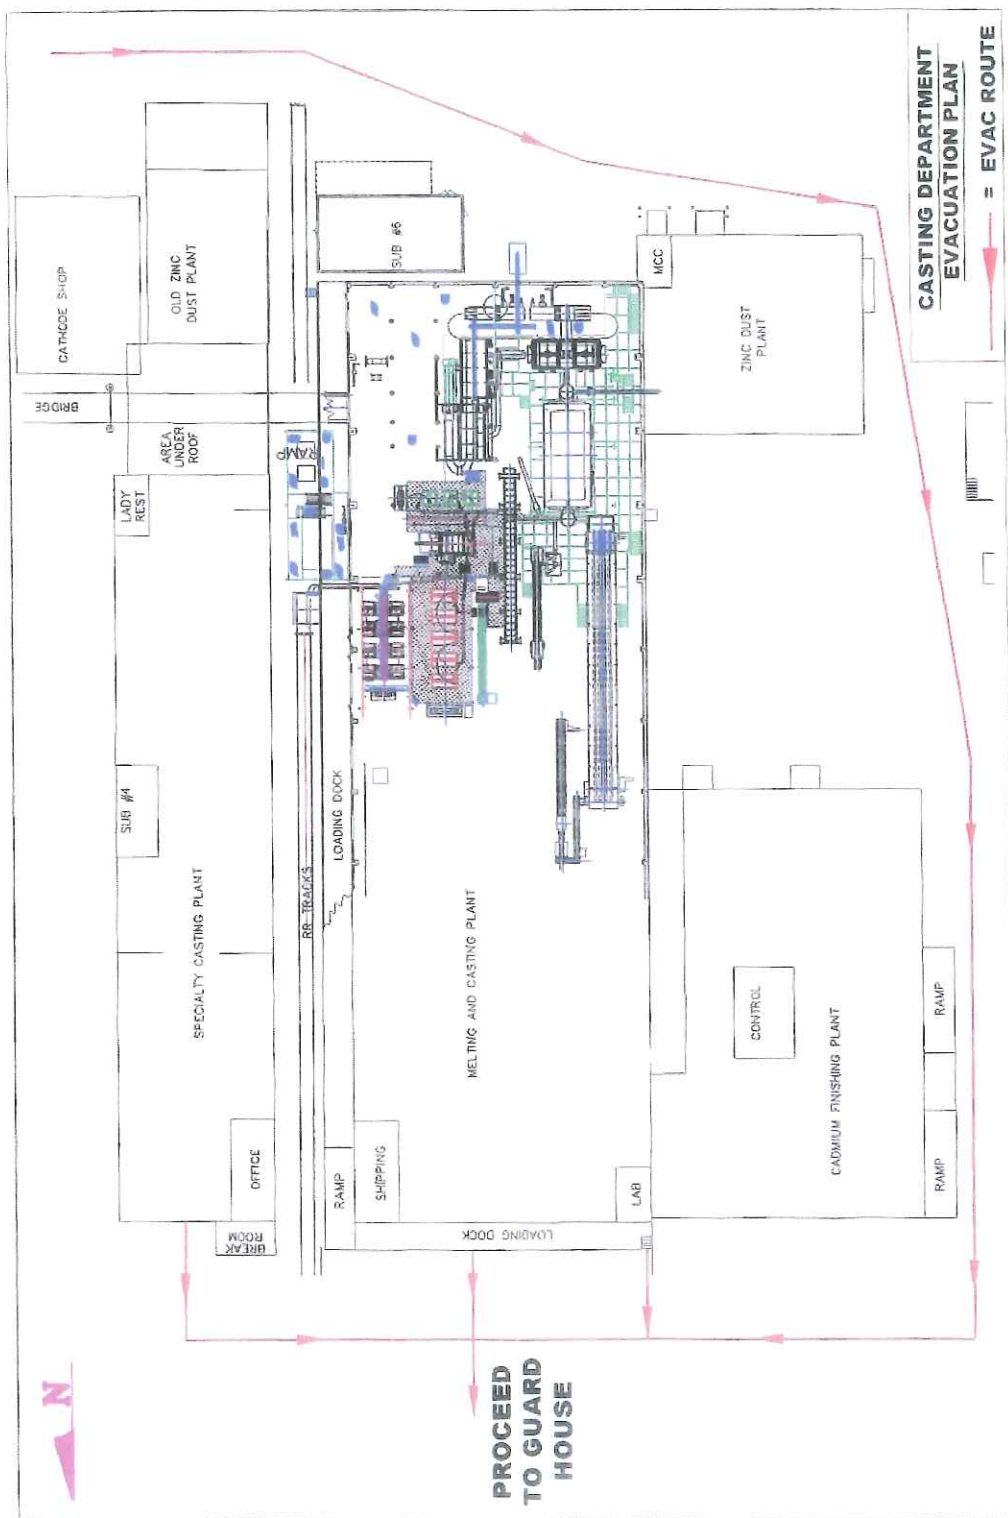 CASTING DEPARTMENT
EVACUATION PLAN
= EVAC ROUTE
CATHODE SHOP
OLD ZINC
DUST PLANT
BRIDGE
AREA
UNDER
ROOF
LADY
REST
RAMP
SUB #6
MCC
ZINC DUST
PLANT
SUB #4
SPECIALTY CASTING PLANT
RR TRACKS
LOADING DOCK
MELTING AND CASTING PLANT
CONTROL
CADMIUM FINISHING PLANT
RAMP
RAMP
OFFICE
BREAK
ROOM
RAMP
SHIPPING
LAB
LOADING DOCK
N
PROCEED
TO GUARD
HOUSE